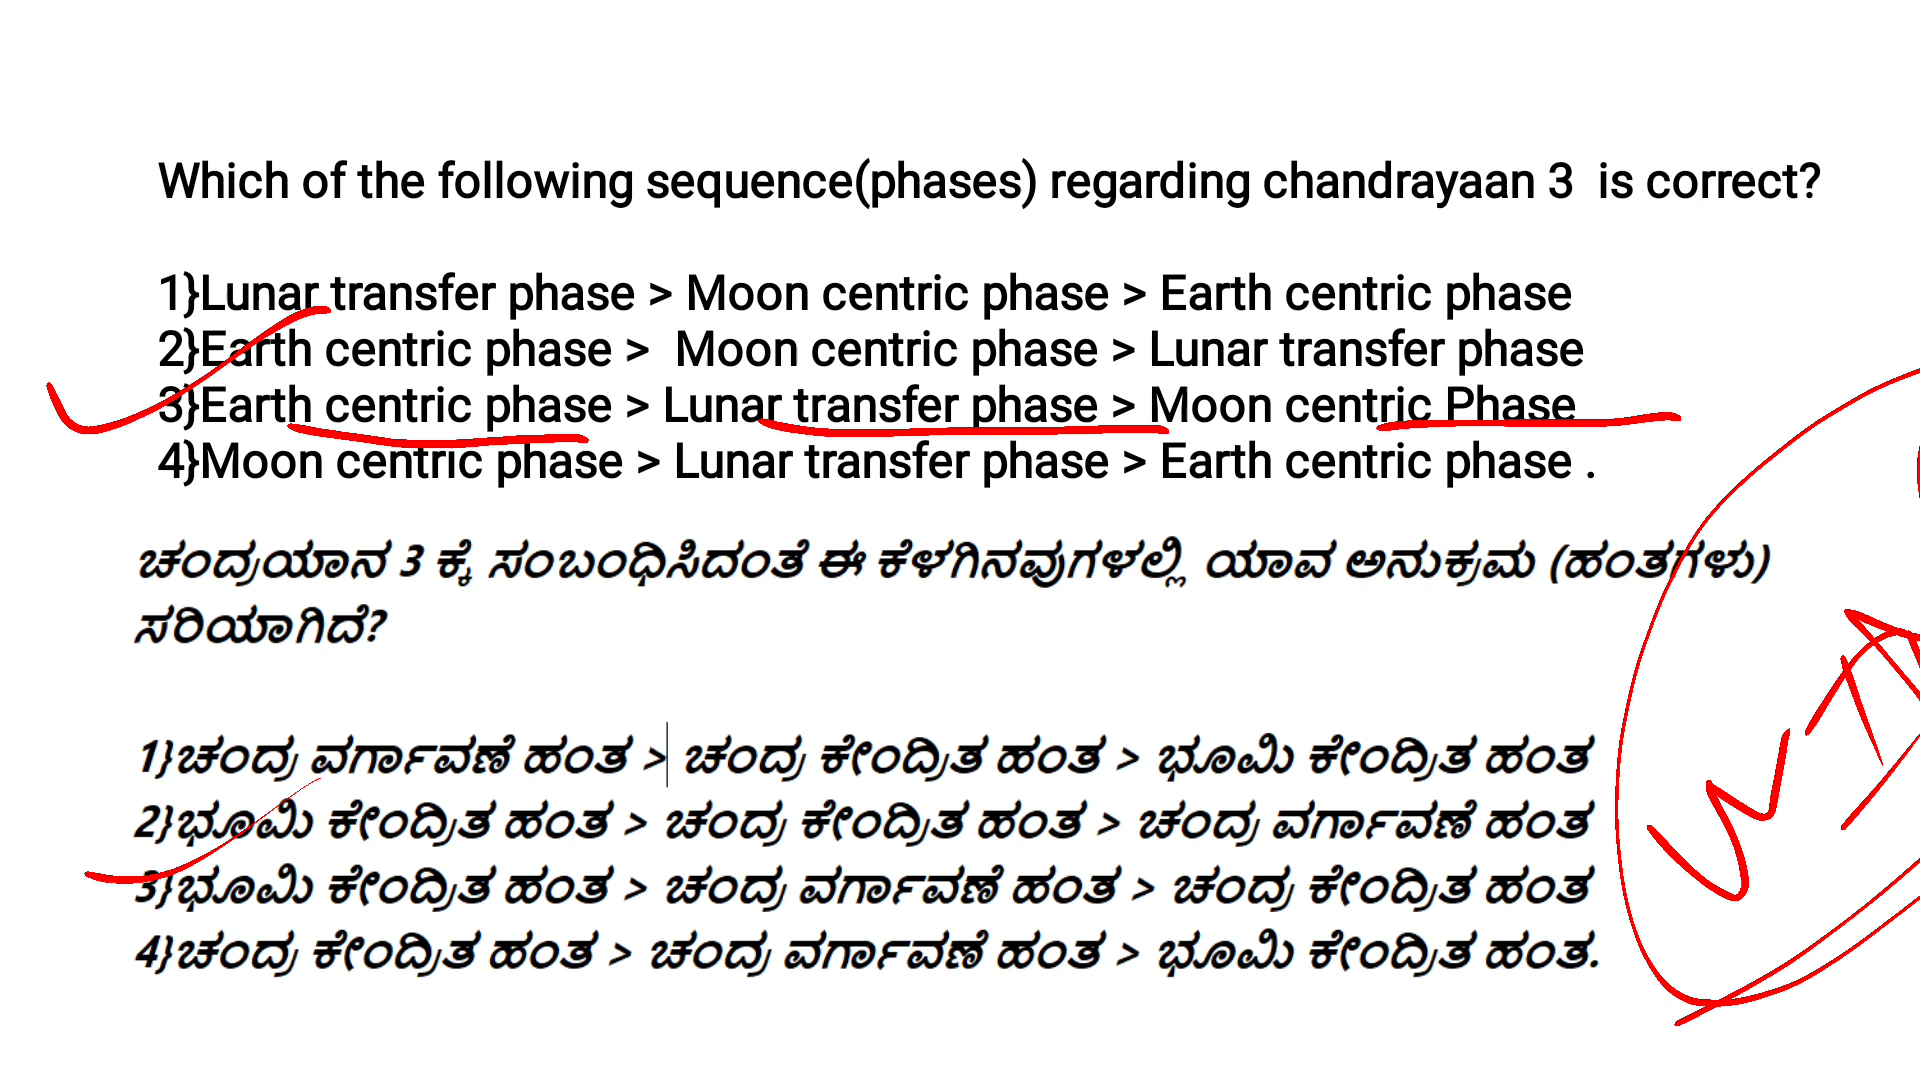 Which of the following sequence(phases) regarding chandrayaan 3 is correct?
1}Lunar transfer phase > Moon centric phase > Earth centric phase
2}Earth centric phase > Moon centric phase > Lunar transfer phase
3}Earth centric phase > Lunar transfer phase > Moon centric Phase
4}Moon centric phase > Lunar transfer phase > Earth centric phase .
ಚಂದ್ರಯಾನ 3 ಕ್ಕೆ ಸಂಬಂಧಿಸಿದಂತೆ ಈ ಕೆಳಗಿನವುಗಳಲ್ಲಿ ಯಾವ ಅನುಕ್ರಮ (ಹಂತಗಳು)
ಸರಿಯಾಗಿದೆ?
1}ಚಂದ್ರ ವರ್ಗಾವಣೆ ಹಂತ > ಚಂದ್ರ ಕೇಂದ್ರಿತ ಹಂತ > ಭೂಮಿ ಕೇಂದ್ರಿತ ಹಂತ
2}ಭೂಮಿ ಕೇಂದ್ರಿತ ಹಂತ > ಚಂದ್ರ ಕೇಂದ್ರಿತ ಹಂತ > ಚಂದ್ರ ವರ್ಗಾವಣೆ ಹಂತ
3}ಭೂಮಿ ಕೇಂದ್ರಿತ ಹಂತ > ಚಂದ್ರ ವರ್ಗಾವಣೆ ಹಂತ > ಚಂದ್ರ ಕೇಂದ್ರಿತ ಹಂತ
4}ಚಂದ್ರ ಕೇಂದ್ರಿತ ಹಂತ > ಚಂದ್ರ ವರ್ಗಾವಣೆ ಹಂತ > ಭೂಮಿ ಕೇಂದ್ರಿತ ಹಂತ.